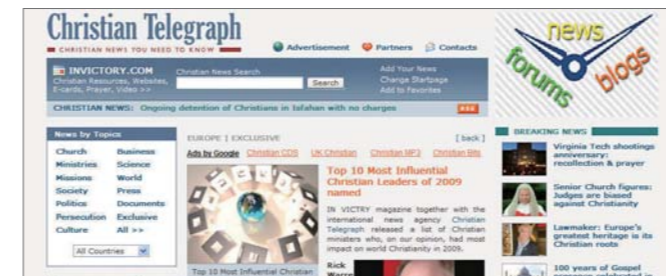 Christian Telegraph
CHRISTIAN NEWS YOU NEED TO KNOW
Advertisement Partners Contacts
INVICTORY.COM
Christian Resources, Websites,
E-cards, Prayer, Video >>
Christian News Search
Search
Add Your News
Change Startpage
Add to Favorites
CHRISTIAN NEWS: Ongoing detention of Christians in Isfahan with no charges
RSS
news
forums
blogs
News by Topics
Church Business
Ministries Science
Missions World
Society Press
Politics Documents
Persecution Exclusive
Culture All >>
All Countries
EUROPE | EXCLUSIVE [ back ]
Ads by Google Christian CDS UK Christian Christian MP3 Christian Bits
Top 10 Most Influential
Christian Leaders of 2009
named
IN VICTRY magazine together with the
international news agency Christian
Telegraph released a list of Christian
ministers who, on our opinion, had most
impact on world Christianity in 2009.
Rick
Warren
Top 10 Most Influential Christian
BREAKING NEWS
Virginia Tech shootings
anniversary:
recollection & prayer
Senior Church figures:
Judges are biased
against Christianity
Lawmaker: Europe's
greatest heritage is its
Christian roots
100 years of Gospel